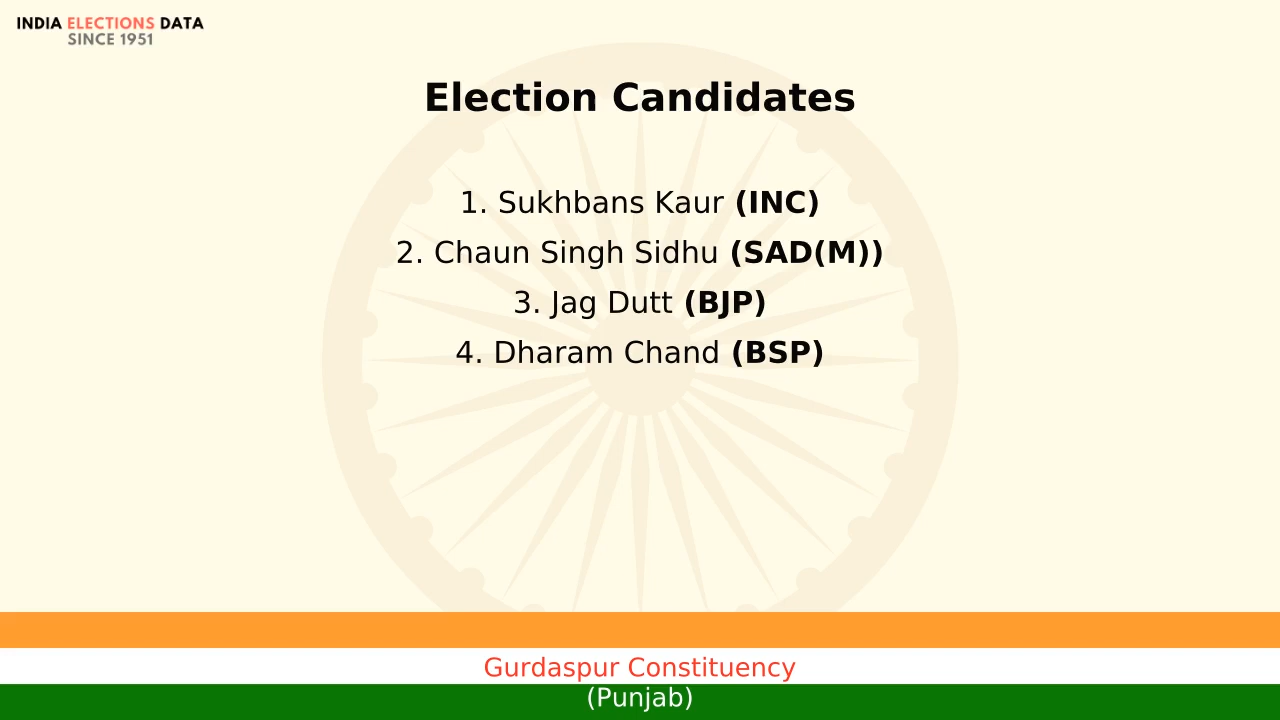 INDIA ELECTIONS DATA
SINCE 1951
Election Candidates
1. Sukhbans Kaur (INC)
2. Chaun Singh Sidhu (SAD(M))
3. Jag Dutt (BJP)
4. Dharam Chand (BSP)
Gurdaspur Constituency
(Punjab)